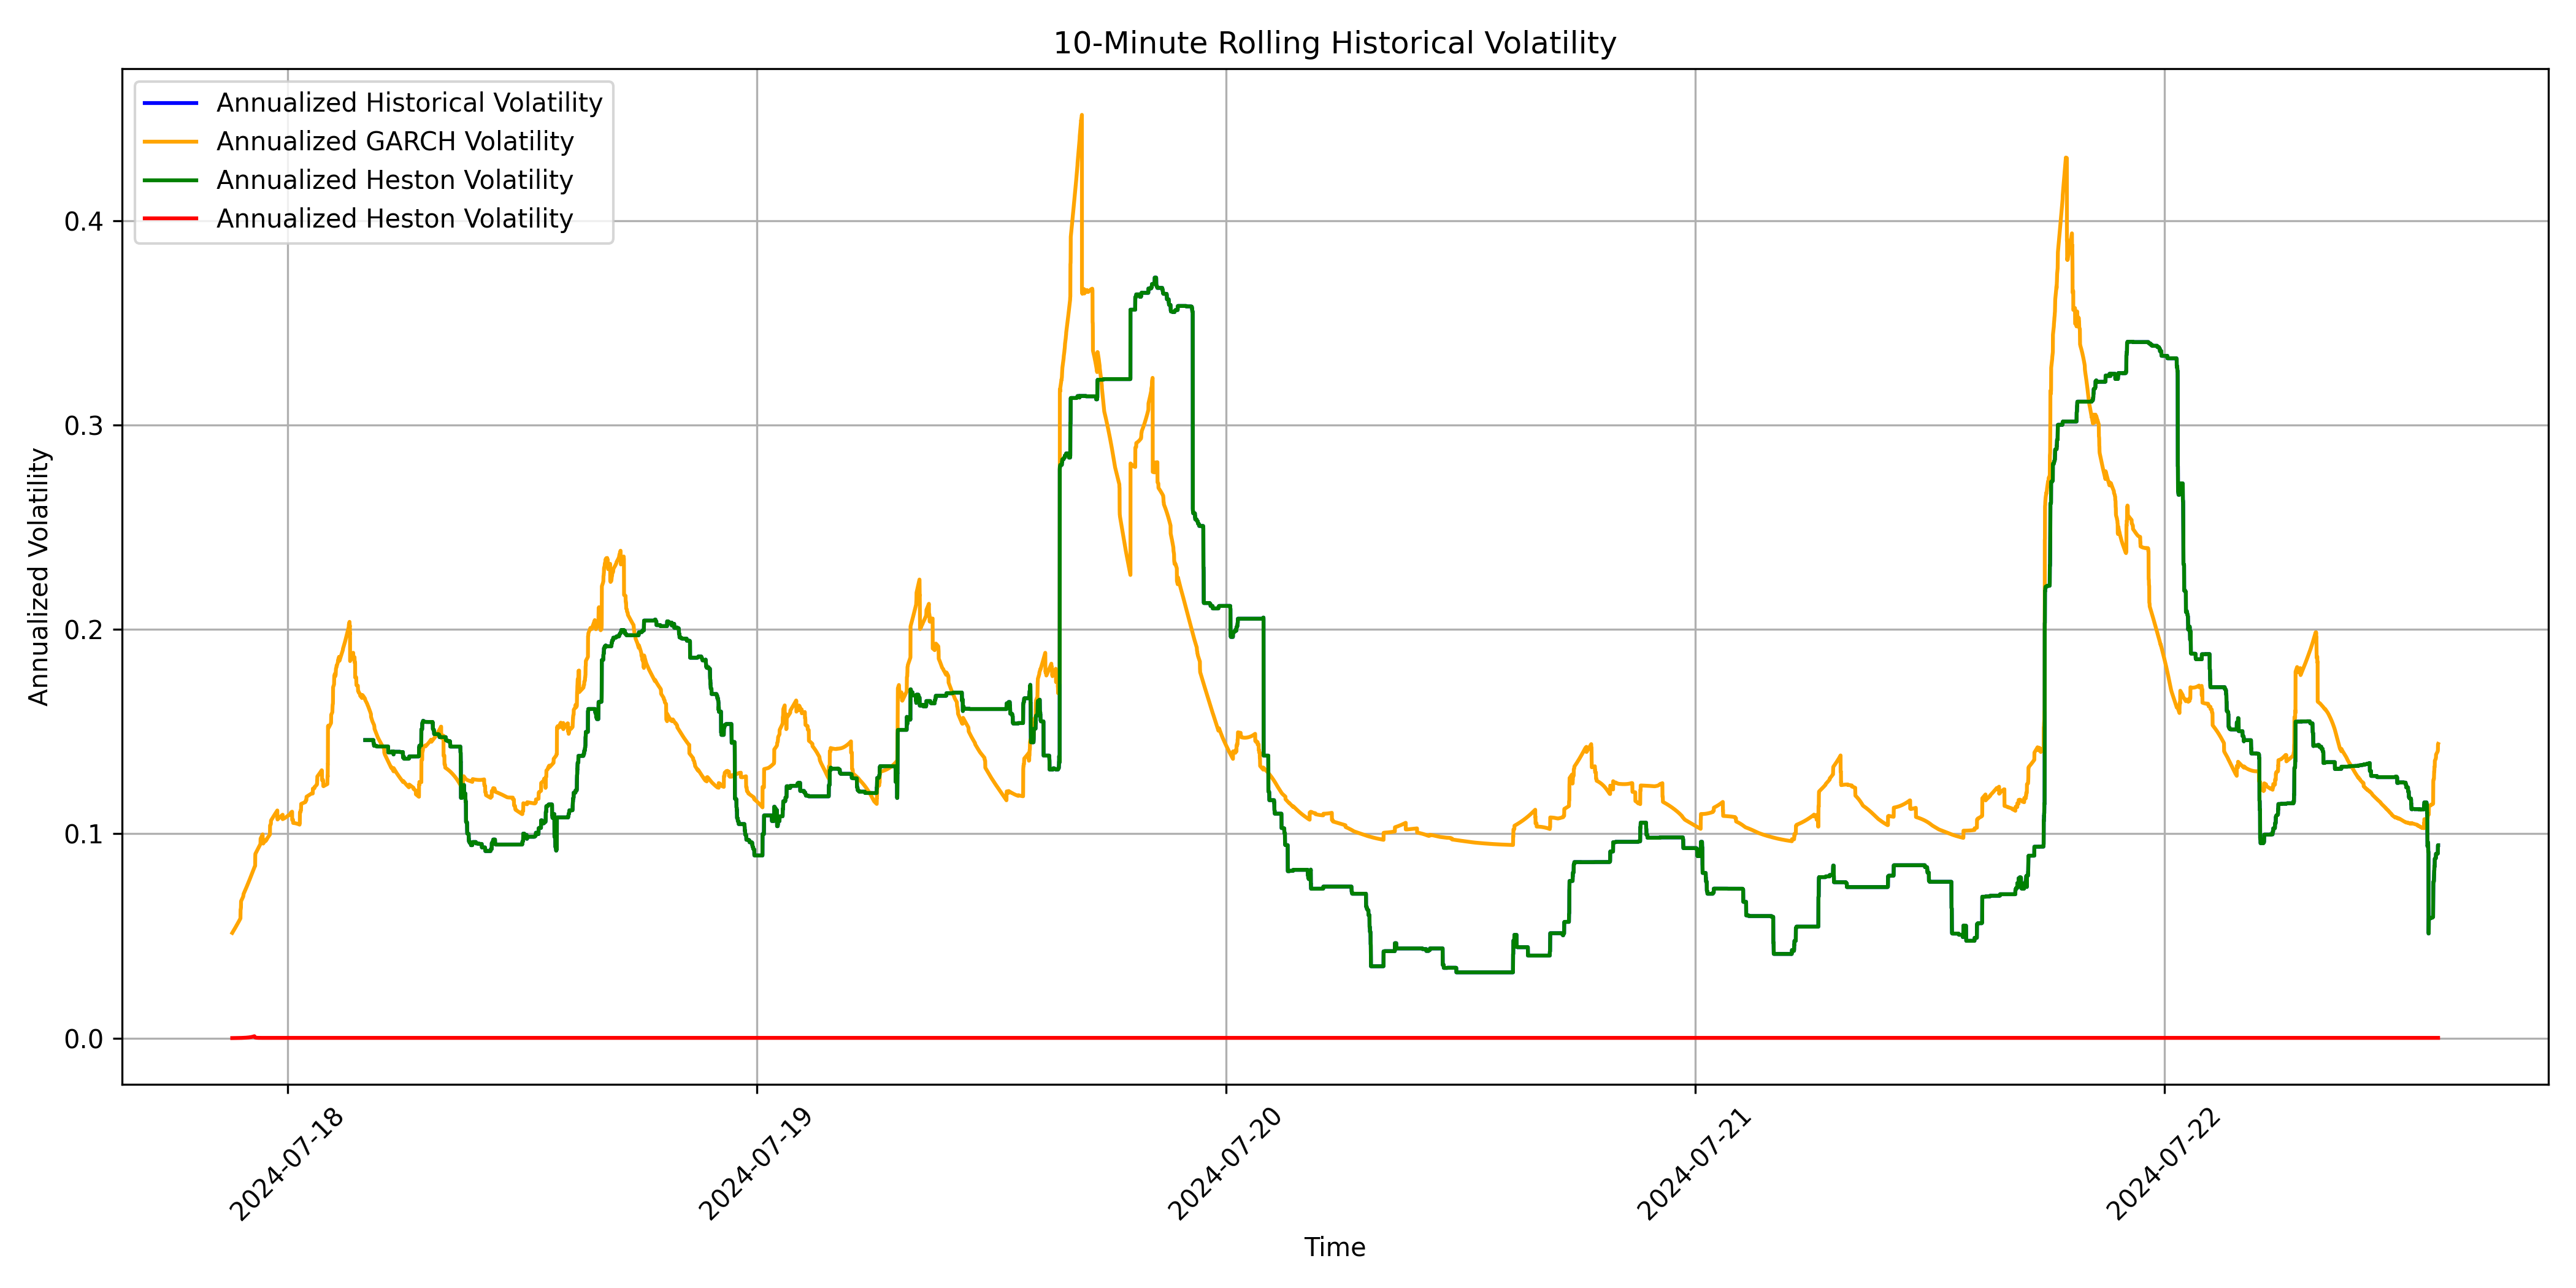 10-Minute Rolling Historical Volatility
Annualized Historical Volatility
Annualized GARCH Volatility
Annualized Heston Volatility
Annualized Heston Volatility
Annualized Volatility
0.4
0.3
0.2
0.1
0.0
2024-07-18
2024-07-19
2024-07-20
2024-07-21
2024-07-22
Time